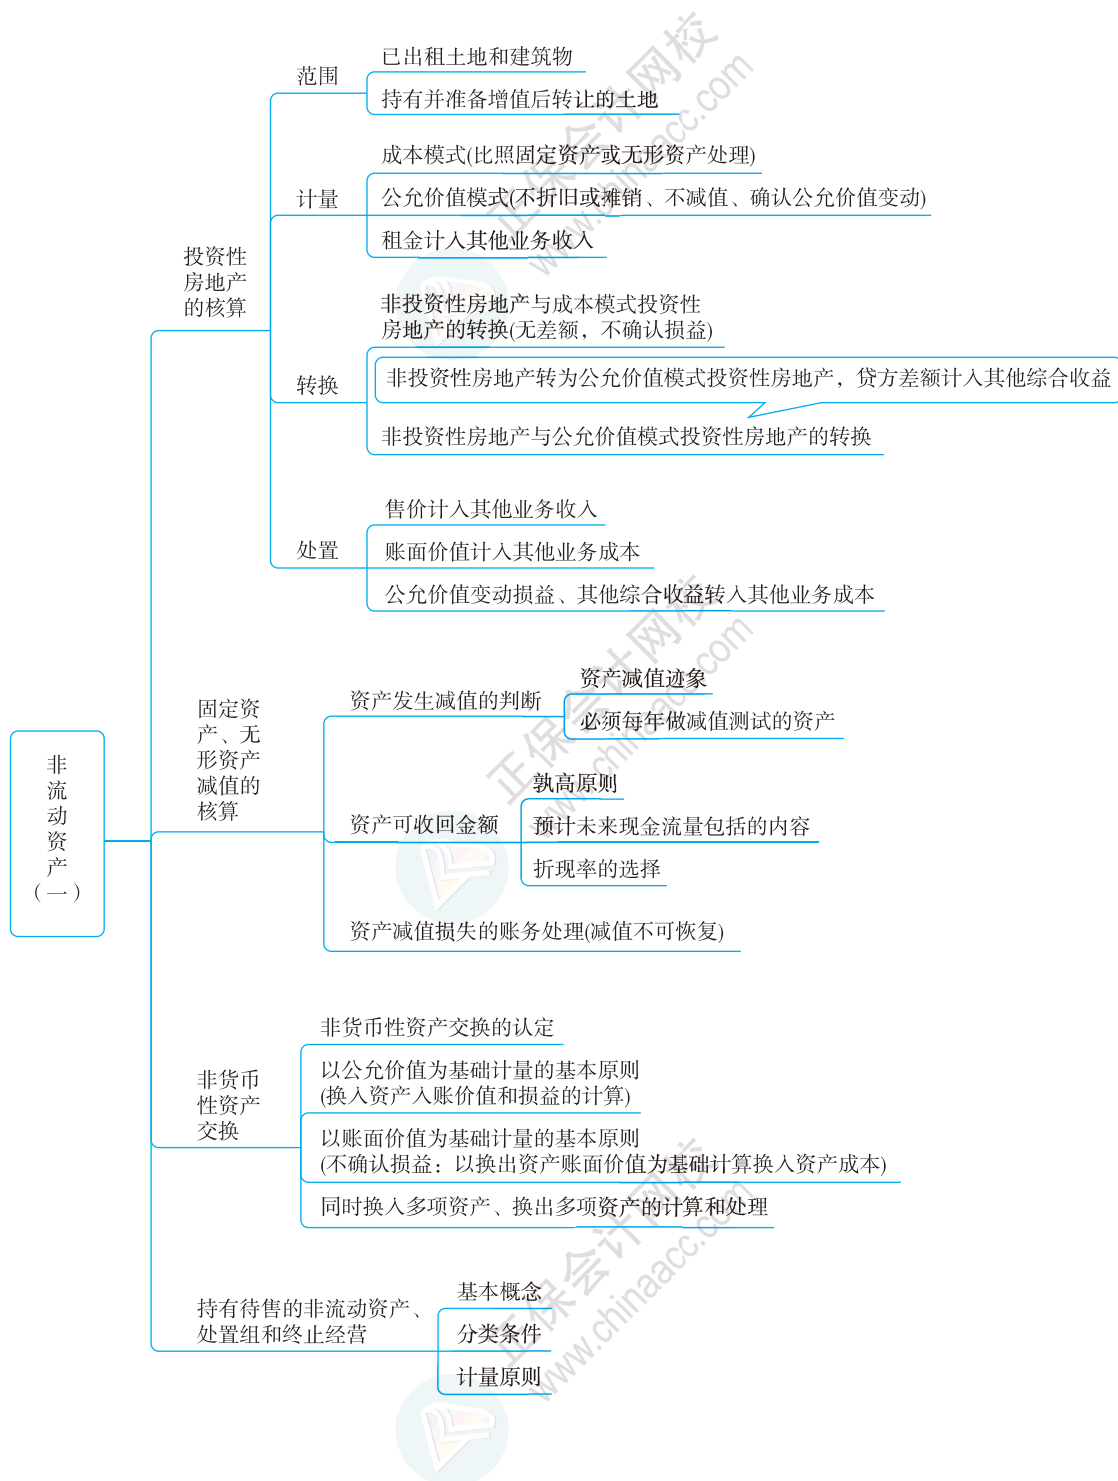 非
流
动
资
产
（一）
投资性
房地产
的核算
范围
已出租土地和建筑物
持有并准备增值后转让的土地
计量
成本模式(比照固定资产或无形资产处理)
公允价值模式(不折旧或摊销、不减值、确认公允价值变动)
租金计入其他业务收入
转换
非投资性房地产与成本模式投资性
房地产的转换(无差额，不确认损益)
非投资性房地产转为公允价值模式投资性房地产，贷方差额计入其他综合收益
非投资性房地产与公允价值模式投资性房地产的转换
处置
售价计入其他业务收入
账面价值计入其他业务成本
公允价值变动损益、其他综合收益转入其他业务成本
固定资
产、无
形资产
减值的
核算
资产发生减值的判断
资产减值迹象
必须每年做减值测试的资产
资产可收回金额
孰高原则
预计未来现金流量包括的内容
折现率的选择
资产减值损失的账务处理(减值不可恢复)
非货币
性资产
交换
非货币性资产交换的认定
以公允价值为基础计量的基本原则
(换入资产入账价值和损益的计算)
以账面价值为基础计量的基本原则
(不确认损益：以换出资产账面价值为基础计算换入资产成本)
同时换入多项资产、换出多项资产的计算和处理
持有待售的非流动资产、
处置组和终止经营
基本概念
分类条件
计量原则
正保会计网校
www.chinaacc.com
正保会计网校
www.chinaacc.com
正保会计网校
www.chinaacc.com